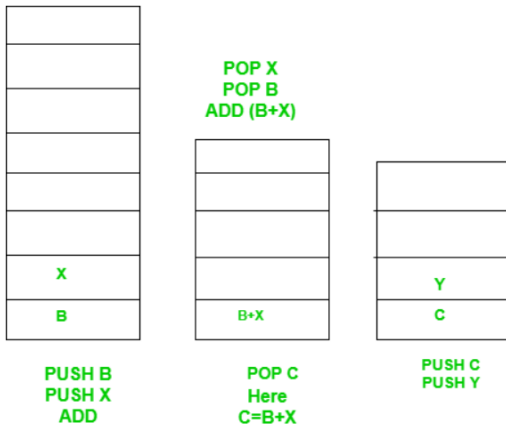 X
B
PUSH B
PUSH X
ADD
POP X
POP B
ADD (B+X)
B+X
POP C
Here
C=B+X
Y
C
PUSH C
PUSH Y